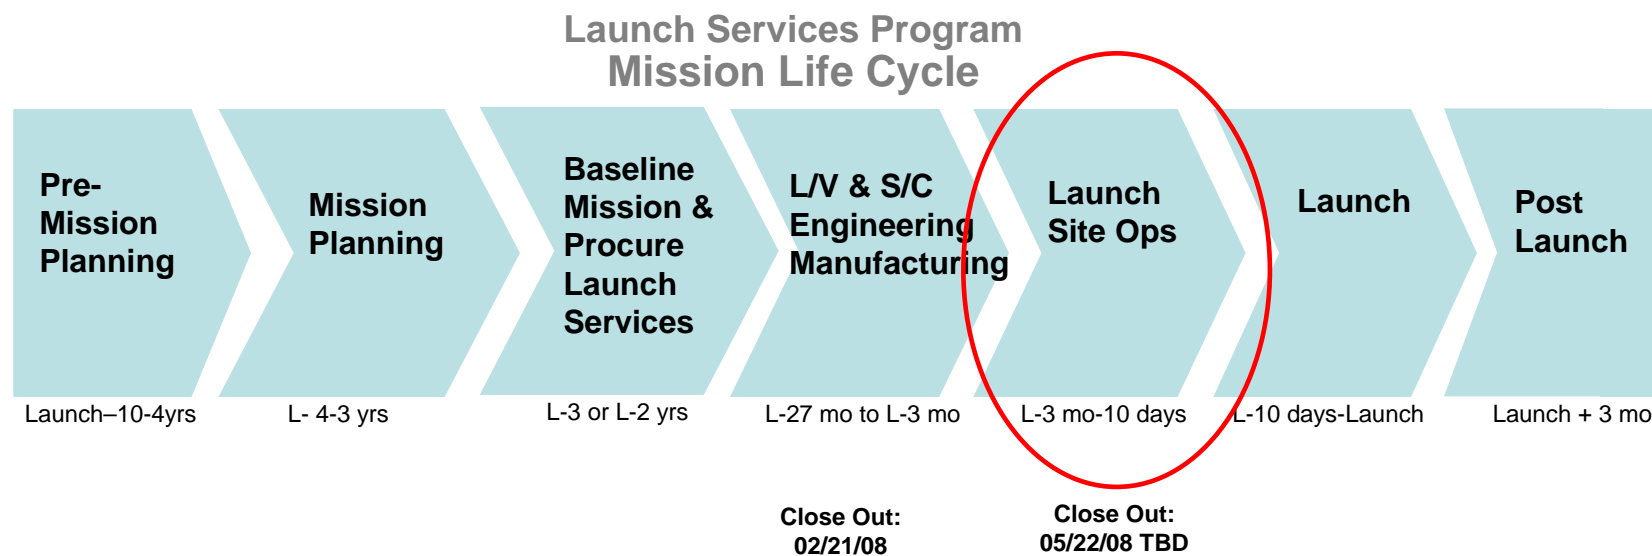 Launch Services Program
Mission Life Cycle
Pre-
Mission
Planning
Mission
Planning
Baseline
Mission &
Procure
Launch
Services
L/V & S/C
Engineering
Manufacturing
Launch
Site Ops
Launch
Post
Launch
Launch–10-4yrs
L- 4-3 yrs
L-3 or L-2 yrs
L-27 mo to L-3 mo
L-3 mo-10 days
L-10 days-Launch
Launch + 3 mo
Close Out:
02/21/08
Close Out:
05/22/08 TBD